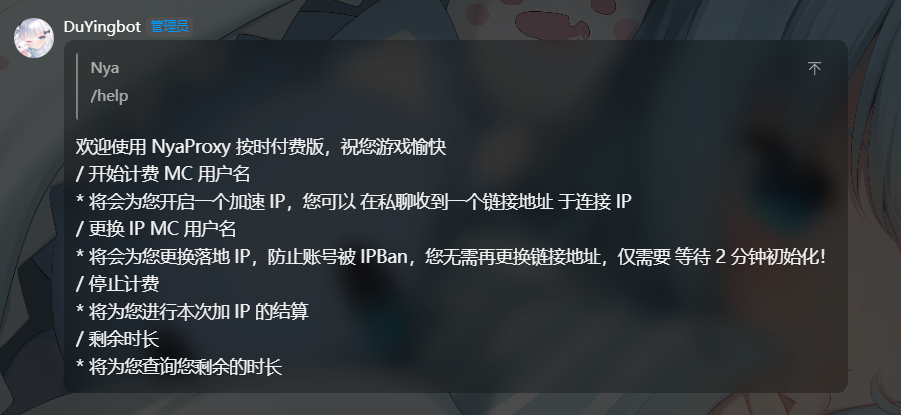 DuYingbot 管理员
Nya
/help
欢迎使用 NyaProxy 按时付费版，祝您游戏愉快
/ 开始计费 MC 用户名
* 将会为您开启一个加速 IP，您可以 在私聊收到一个链接地址 于连接 IP
/ 更换 IP MC 用户名
* 将会为您更换落地 IP，防止账号被 IPBan，您无需再更换链接地址，仅需要 等待 2 分钟初始化！
/ 停止计费
* 将为您进行本次加 IP 的结算
/ 剩余时长
* 将为您查询您剩余的时长